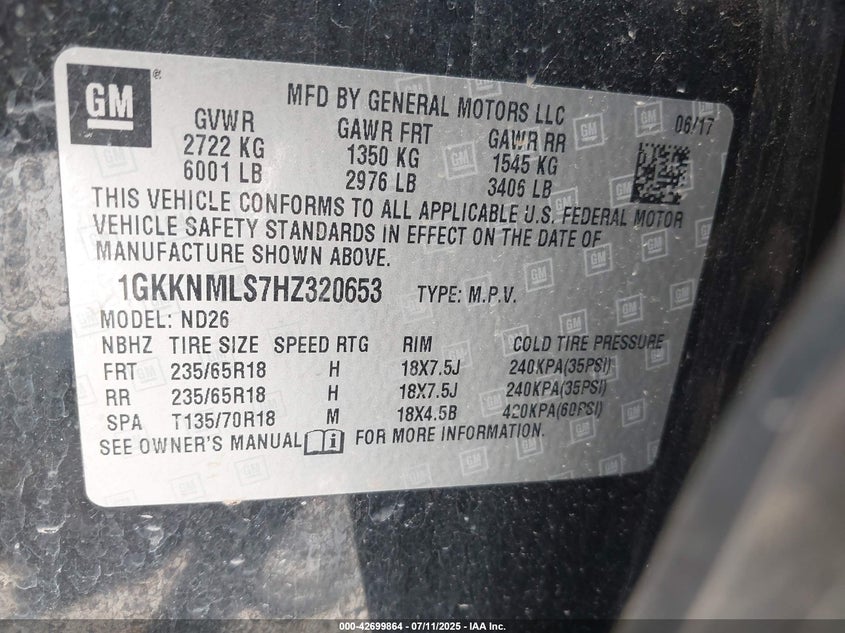 GM
MFD BY GENERAL MOTORS LLC
06/17
GVWR GAWR FRT GAWR RR
2722 KG 1350 KG 1545 KG
6001 LB 2976 LB 3406 LB
THIS VEHICLE CONFORMS TO ALL APPLICABLE U.S. FEDERAL MOTOR
VEHICLE SAFETY STANDARDS IN EFFECT ON THE DATE OF
MANUFACTURE SHOWN ABOVE.
1GKKNMLS7HZ320653 TYPE: M.P.V.
MODEL: ND26
NBHZ TIRE SIZE SPEED RTG RIM COLD TIRE PRESSURE
FRT 235/65R18 H 18X7.5J 240KPA(35PSI)
RR 235/65R18 H 18X7.5J 240KPA(35PSI)
SPA T135/70R18 M 18X4.5B 420KPA(60PSI)
SEE OWNER'S MANUAL FOR MORE INFORMATION.
000-42699864 / 07/11/2025 - IAA Inc.